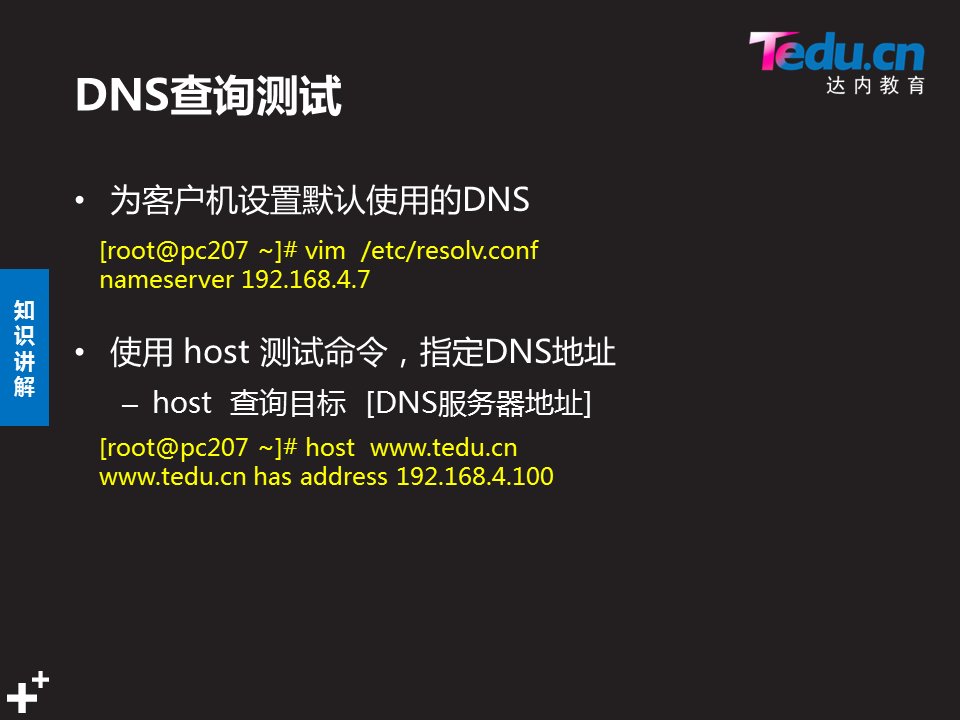 Tedu.cn
达内教育
DNS查询测试
• 为客户机设置默认使用的DNS
[root@pc207 ~]# vim  /etc/resolv.conf
nameserver 192.168.4.7
知识讲解
• 使用 host 测试命令，指定DNS地址
– host  查询目标  [DNS服务器地址]
[root@pc207 ~]# host  www.tedu.cn
www.tedu.cn has address 192.168.4.100